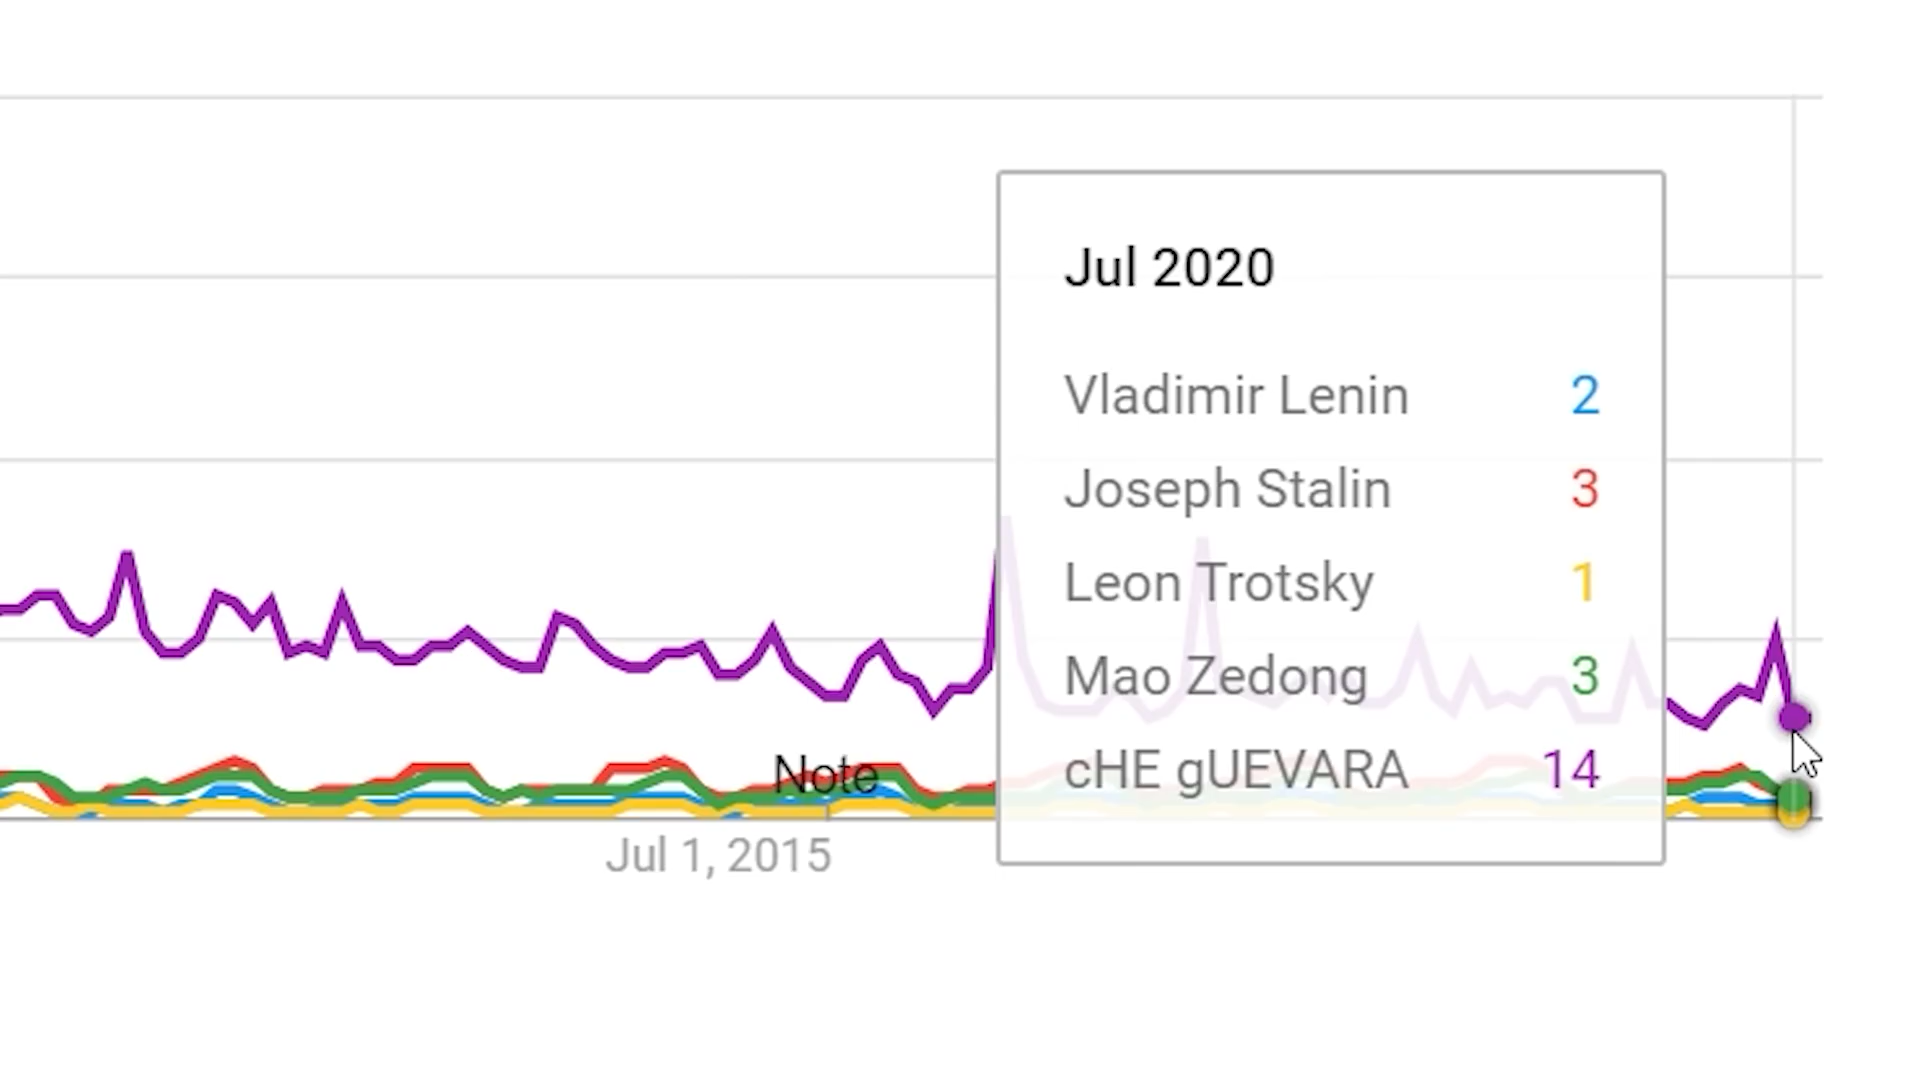 Jul 2020
Vladimir Lenin 2
Joseph Stalin 3
Leon Trotsky 1
Mao Zedong 3
cHE gUEVARA 14
Note
Jul 1, 2015